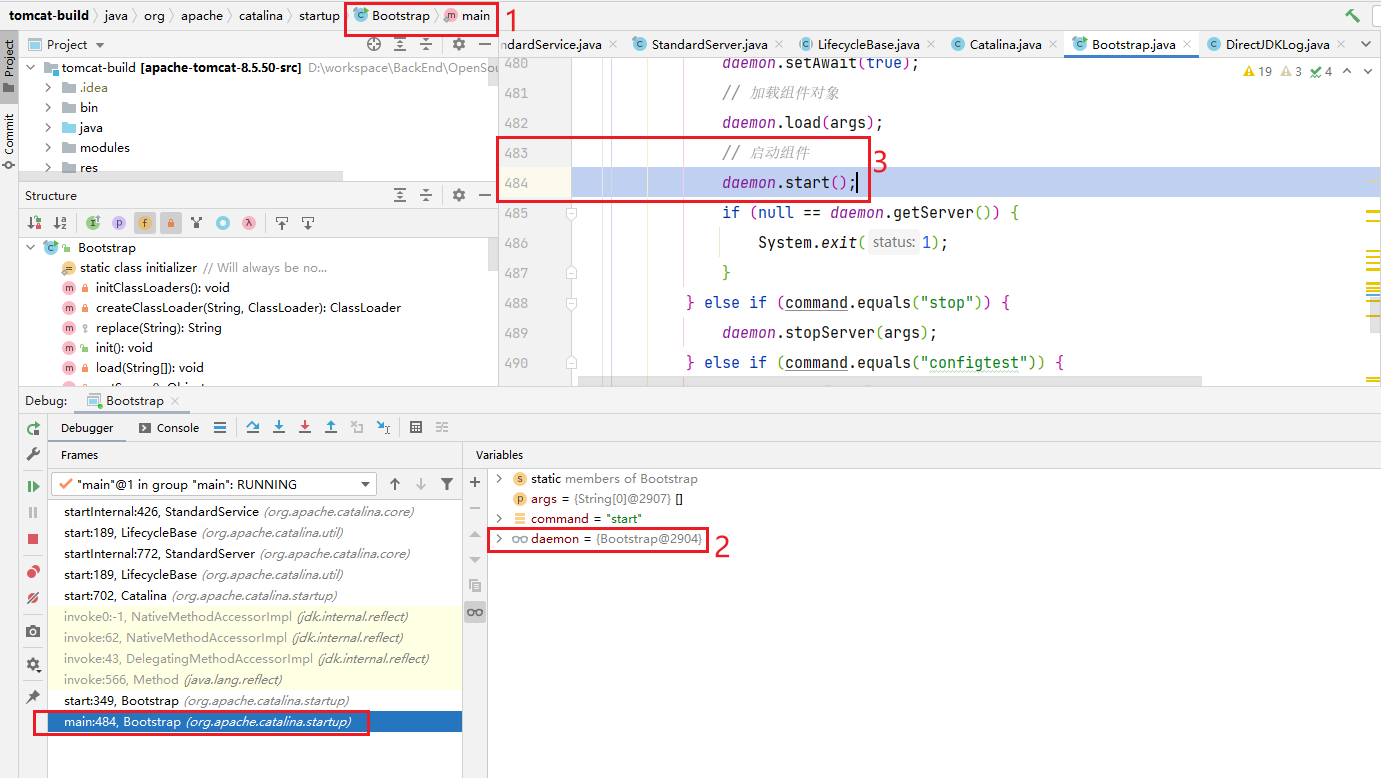 tomcat-build java org apache catalina startup Bootstrap main 1
Project
Commit
Project
tomcat-build [apache-tomcat-8.5.50-src] D:\workspace\BackEnd\OpenSou
.idea
bin
java
modules
res
Structure
Bootstrap
static class initializer // Will always be no...
initClassLoaders(): void
createClassLoader(String, ClassLoader): ClassLoader
replace(String): String
init(): void
load(String[]): void
ndardService.java StandardServer.java LifecycleBase.java Catalina.java Bootstrap.java DirectJDKLog.java
19 3 4
480 daemon.setAwait(true);
481 // 加载组件对象
482 daemon.load(args);
483 // 启动组件
3
484 daemon.start();
485 if (null == daemon.getServer()) {
486 System.exit( status: 1);
487 }
488 } else if (command.equals("stop")) {
489 daemon.stopServer(args);
490 } else if (command.equals("configtest")) {
Debug: Bootstrap
Debugger Console
Frames
"main"@1 in group "main": RUNNING
startInternal:426, StandardService (org.apache.catalina.core)
start:189, LifecycleBase (org.apache.catalina.util)
startInternal:772, StandardServer (org.apache.catalina.core)
start:189, LifecycleBase (org.apache.catalina.util)
start:702, Catalina (org.apache.catalina.startup)
invoke0:-1, NativeMethodAccessorImpl (jdk.internal.reflect)
invoke:62, NativeMethodAccessorImpl (jdk.internal.reflect)
invoke:43, DelegatingMethodAccessorImpl (jdk.internal.reflect)
invoke:566, Method (java.lang.reflect)
start:349, Bootstrap (org.apache.catalina.startup)
main:484, Bootstrap (org.apache.catalina.startup)
Variables
static members of Bootstrap
args = {String[0]@2907} []
command = "start"
daemon = {Bootstrap@2904}
2